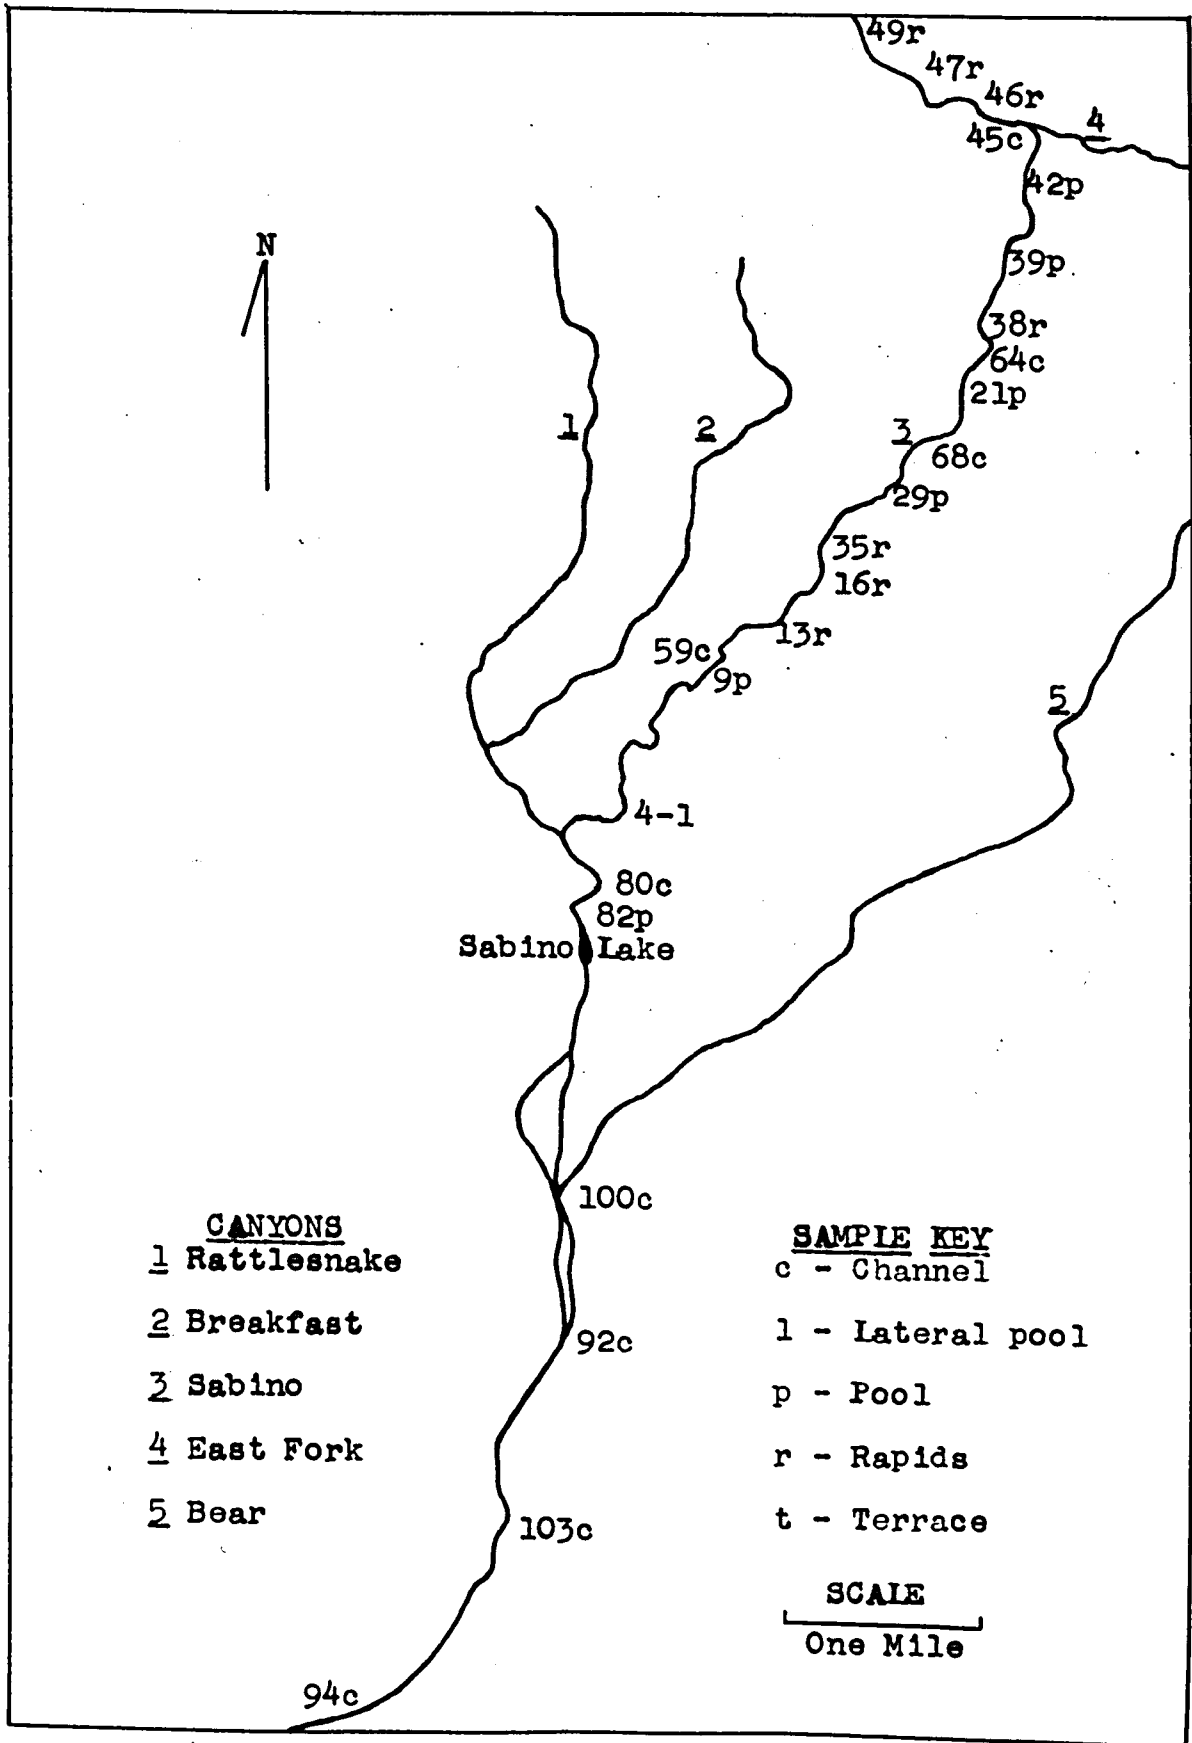 49r
47r
46r
45c
4
42p
N
39p
38r
64c
21p
1
2
3
68c
29p
35r
16r
13r
59c
9p
5
4-1
80c
82p
Sabino Lake
100c
92c
103c
94c
CANYONS
1 Rattlesnake
2 Breakfast
3 Sabino
4 East Fork
5 Bear
SAMPLE KEY
c - Channel
l - Lateral pool
p - Pool
r - Rapids
t - Terrace
SCALE
One Mile